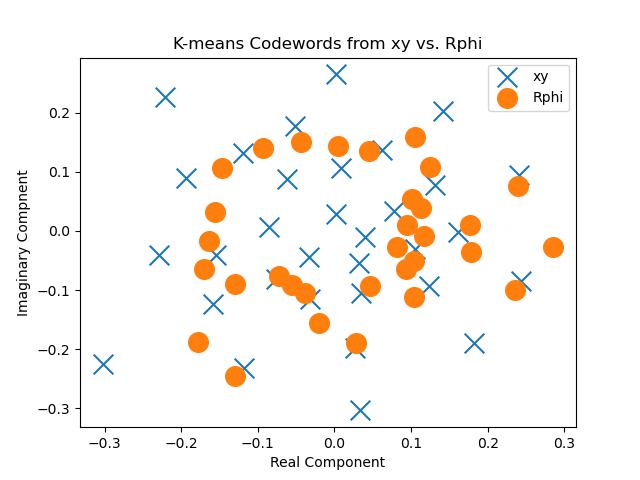 K-means Codewords from xy vs. Rphi
xy
Rphi
Imaginary Compnent
0.2
0.1
0.0
−0.1
−0.2
−0.3
−0.3
−0.2
−0.1
0.0
0.1
0.2
0.3
Real Component